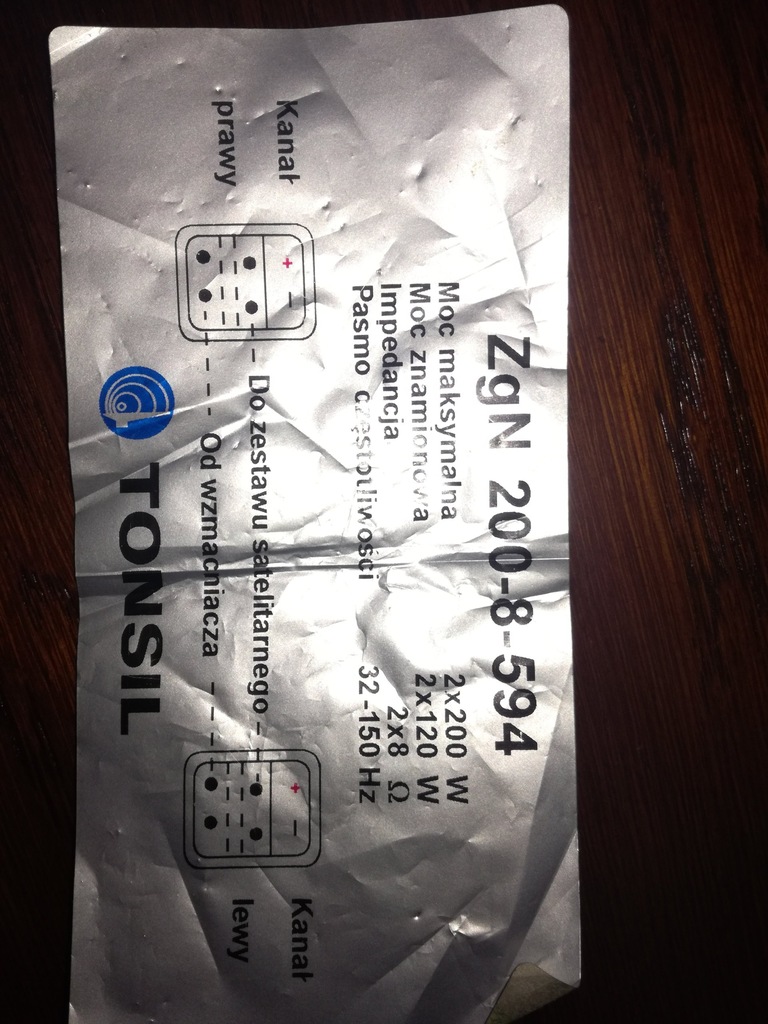 ZgN 200-8-594
Moc maksymalna 2x200 W
Moc znamionowa 2x120 W
Impedancja 2x8 Ω
Pasmo częstotliwości 32-150 Hz
Kanał
prawy
+ −
Do zestawu satelitarnego
Od wzmacniacza
+ −
Kanał
lewy
TONSIL